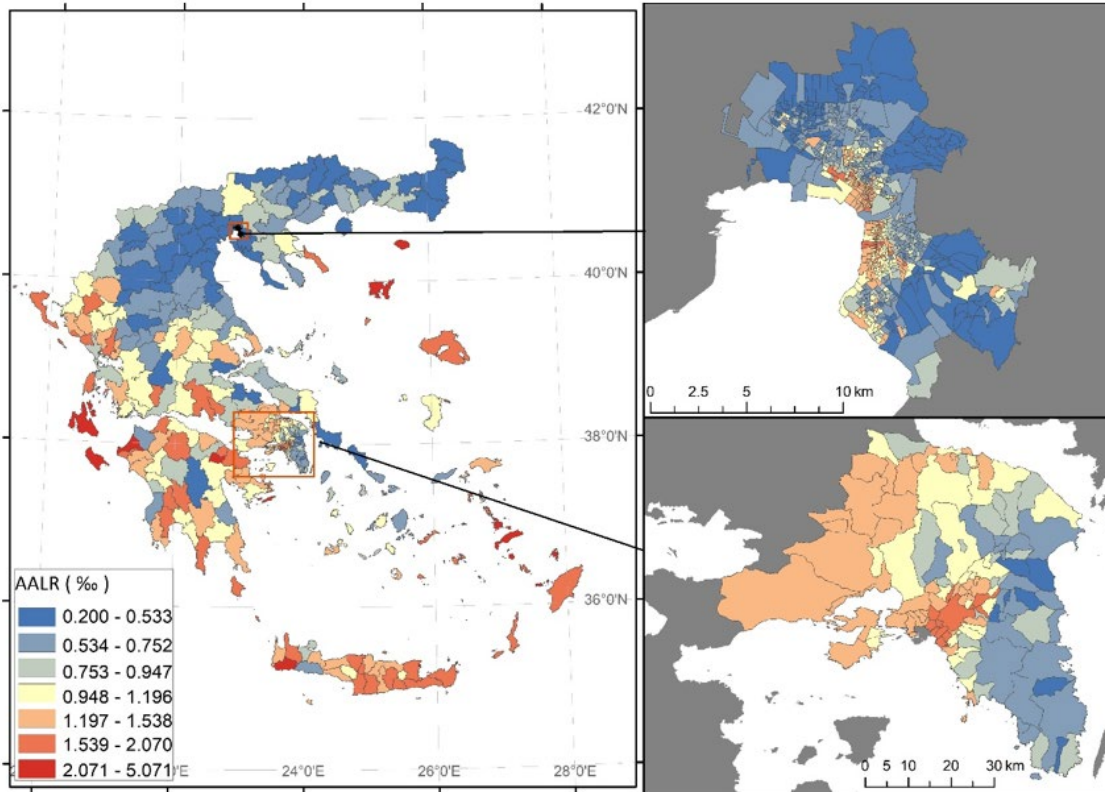 42°0'N
40°0'N
38°0'N
36°0'N
AALR ( ‰ )
0.200 - 0.533
0.534 - 0.752
0.753 - 0.947
0.948 - 1.196
1.197 - 1.538
1.539 - 2.070
2.071 - 5.071
24°0'E
26°0'E
28°0'E
0 2.5 5 10 km
0 5 10 20 30 km